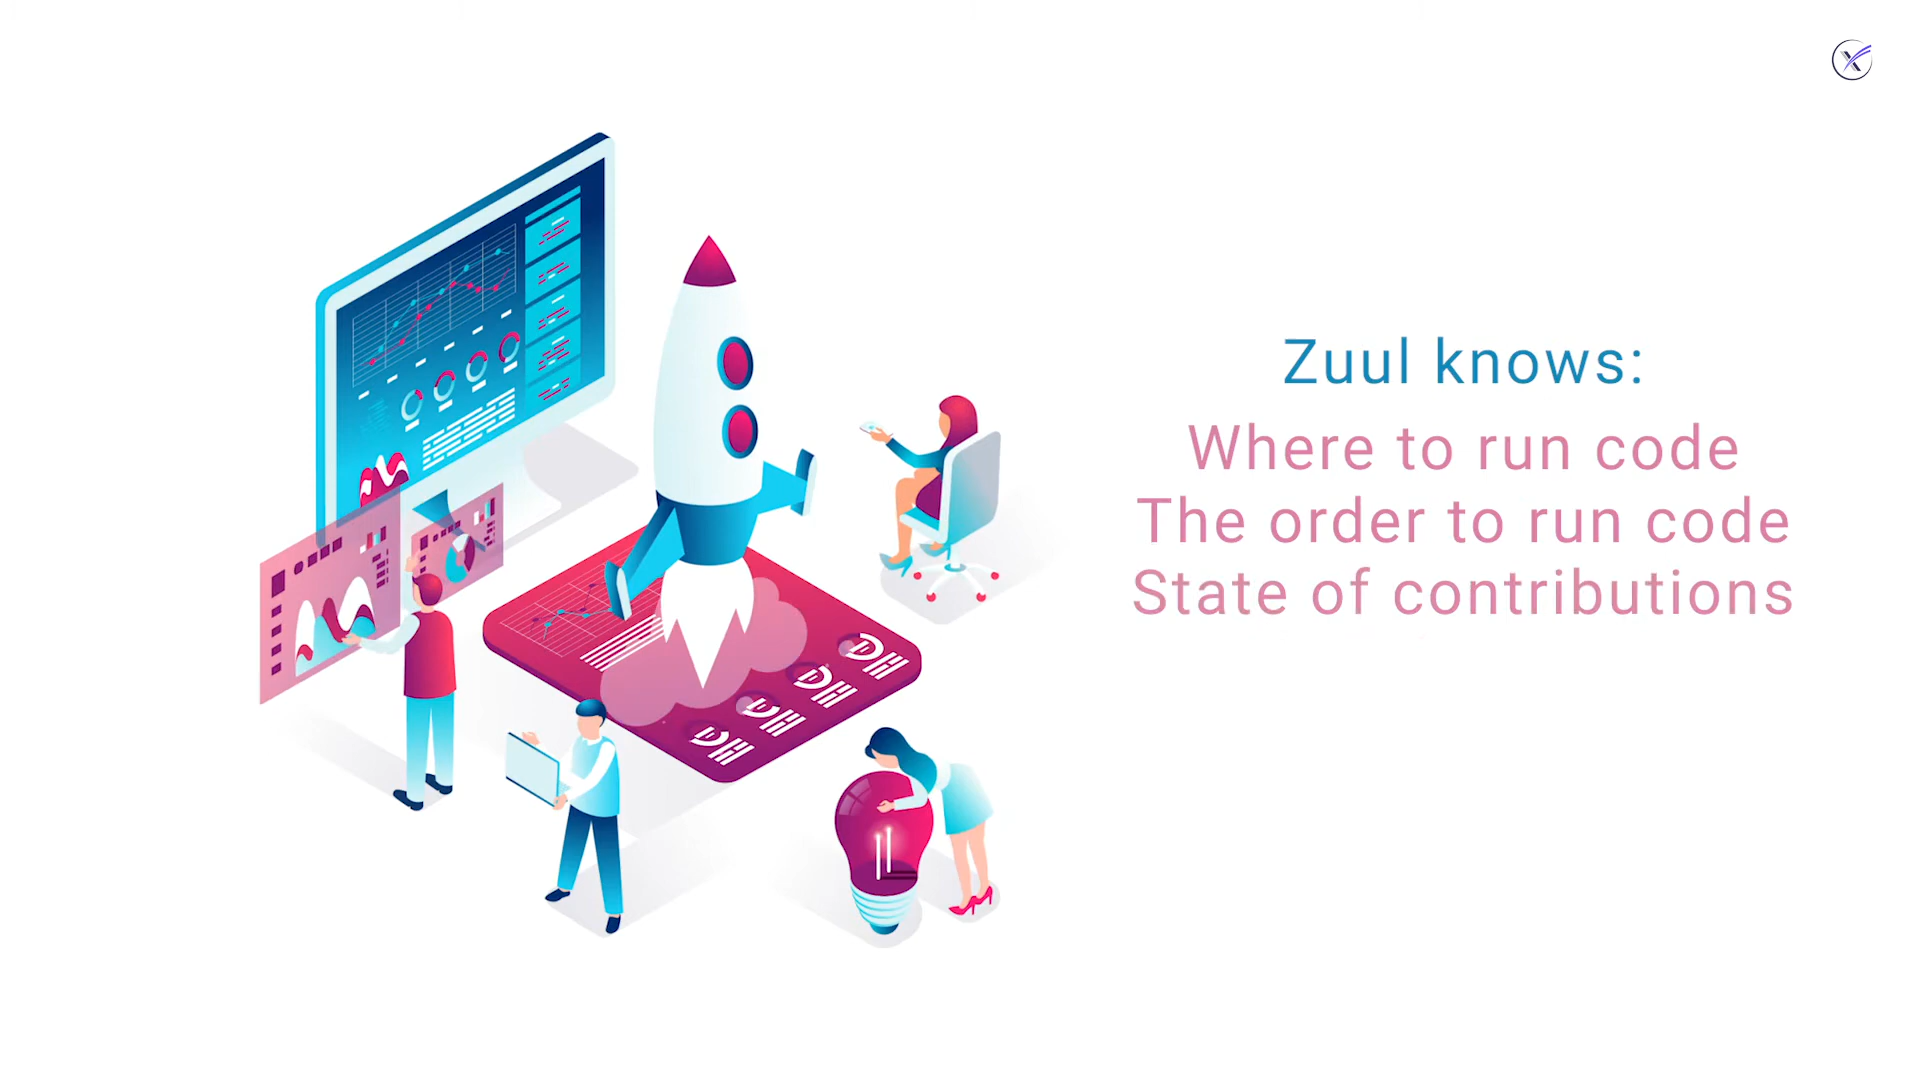 Zuul knows:
Where to run code
The order to run code
State of contributions